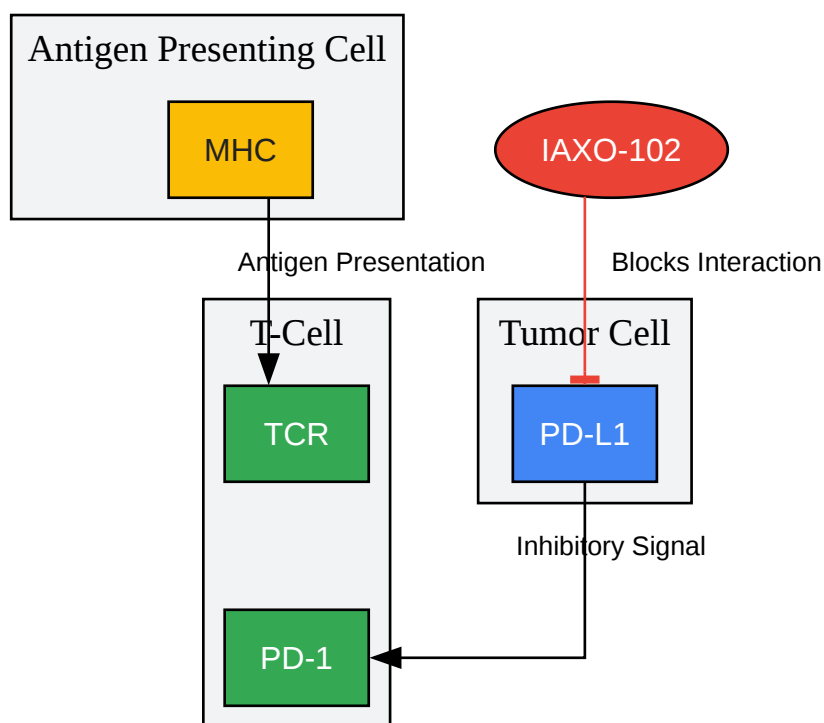 Antigen Presenting Cell
MHC
IAXO-102
Antigen Presentation
Blocks Interaction
T-Cell
Tumor Cell
TCR
PD-L1
Inhibitory Signal
PD-1